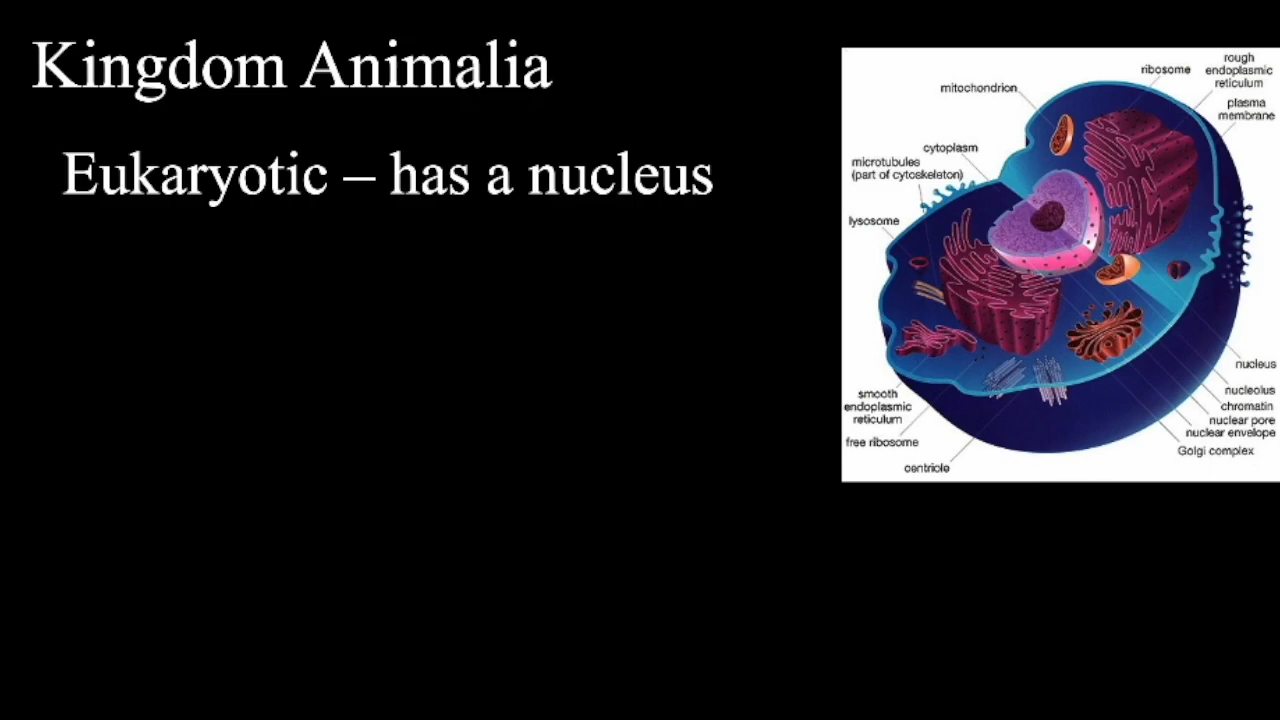 Kingdom Animalia
Eukaryotic – has a nucleus
ribosome
rough
endoplasmic
reticulum
mitochondrion
plasma
membrane
cytoplasm
microtubules
(part of cytoskeleton)
lysosome
nucleus
nucleolus
chromatin
nuclear pore
nuclear envelope
Golgi complex
smooth
endoplasmic
reticulum
free ribosome
centriole